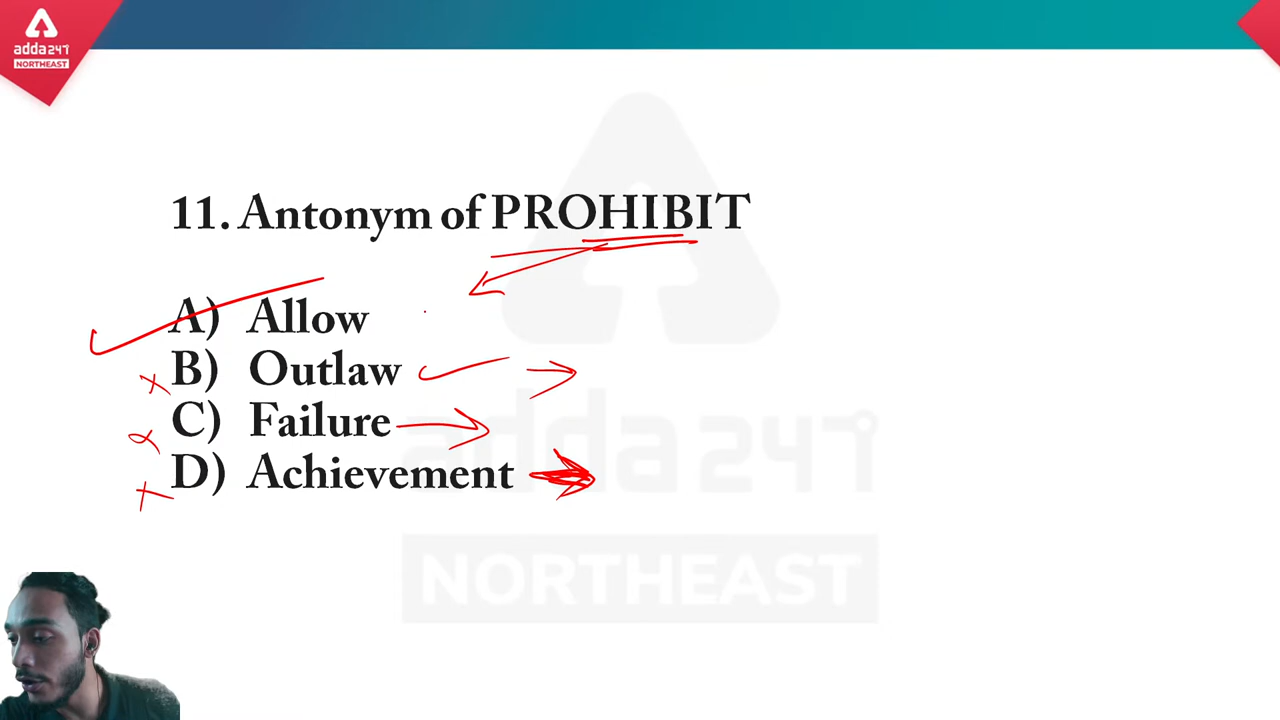 adda247
NORTHEAST
11. Antonym of PROHIBIT
A) Allow
B) Outlaw
C) Failure
D) Achievement
adda247
NORTHEAST